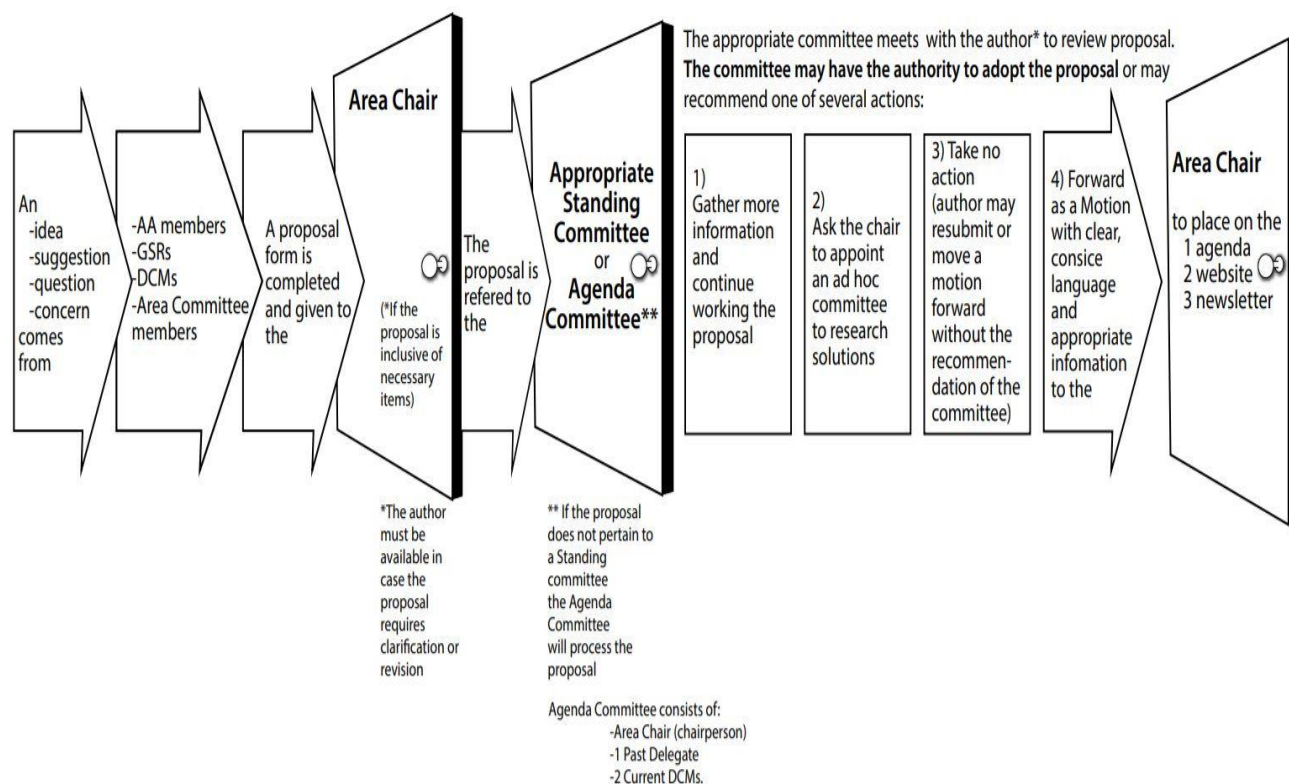 An
-idea
-suggestion
-question
-concern
comes
from
-AA members
-GSRs
-DCMs
-Area Committee
members
A proposal
form is
completed
and given to
the
Area Chair
(*If the
proposal is
inclusive of
necessary
items)
*The author
must be
available in
case the
proposal
requires
clarification or
revision
The
proposal is
refered to
the
Appropriate
Standing
Committee
or
Agenda
Committee**
** If the proposal
does not pertain to
a Standing
committee
the Agenda
Committee
will process the
proposal
Agenda Committee consists of:
-Area Chair (chairperson)
-1 Past Delegate
-2 Current DCMs.
The appropriate committee meets with the author* to review proposal.
The committee may have the authority to adopt the proposal or may
recommend one of several actions:
1)
Gather more
information
and
continue
working the
proposal
2)
Ask the chair
to appoint
an ad hoc
committee
to research
solutions
3) Take no
action
(author may
resubmit or
move a
motion
forward
without the
recommen-
dation of the
committee)
4) Forward
as a Motion
with clear,
consice
language
and
appropriate
infomation
to the
Area Chair
to place on the
1 agenda
2 website
3 newsletter